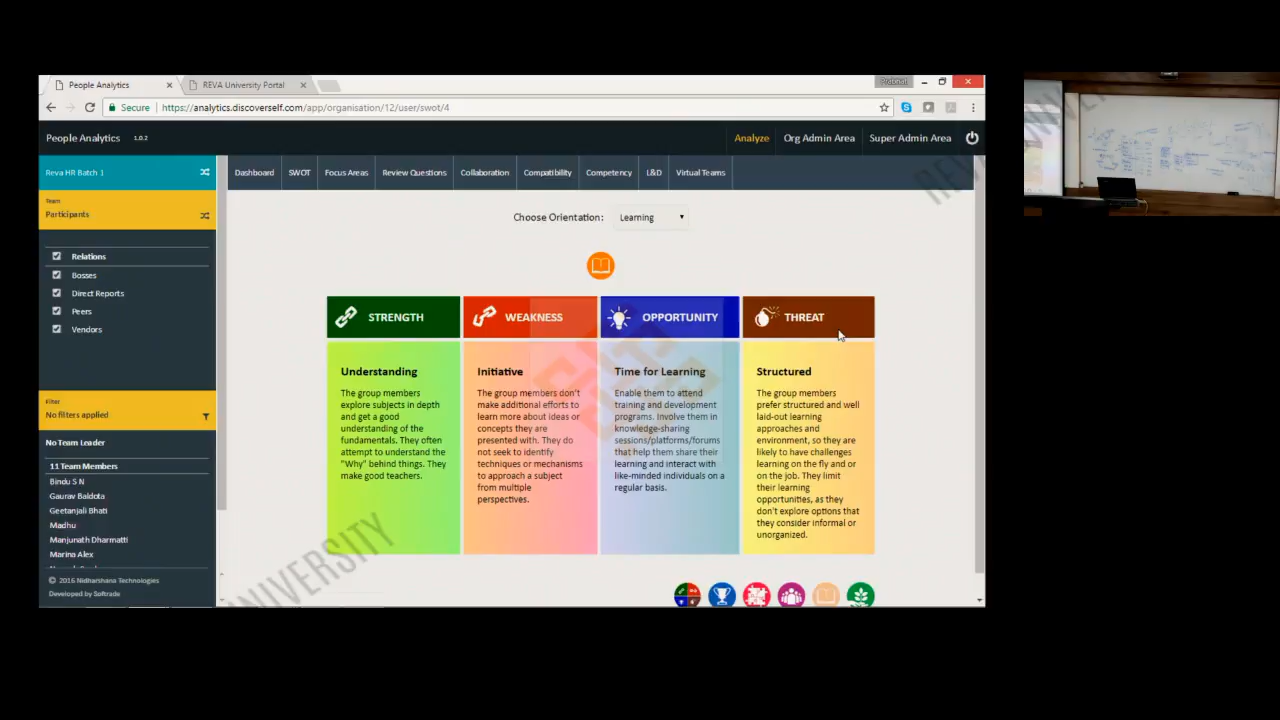 People Analytics
REVA University Portal
Secure
https://analytics.discoverself.com/app/organisation/12/user/swot/4
People Analytics 1.0.2
Analyze Org Admin Area Super Admin Area
Reva HR Batch 1
Dashboard SWOT Focus Areas Review Questions Collaboration Compatibility Competency L&D Virtual Teams
Team
Participants
Choose Orientation: Learning
Relations
Bosses
Direct Reports
Peers
Vendors
Filter
No filters applied
No Team Leader
11 Team Members
Bindu S N
Gaurav Baldota
Geetanjali Bhati
Madhu
Manjunath Dharmatti
Marina Alex
© 2016 Nidharshana Technologies
Developed by Softrade
STRENGTH
Understanding
The group members
explore subjects in depth
and get a good
understanding of the
fundamentals. They often
attempt to understand the
"Why" behind things. They
make good teachers.
WEAKNESS
Initiative
The group members don't
make additional efforts to
learn more about ideas or
concepts they are
presented with. They do
not seek to identify
techniques or mechanisms
to approach a subject
from multiple
perspectives.
OPPORTUNITY
Time for Learning
Enable them to attend
training and development
programs. Involve them in
knowledge-sharing
sessions/platforms/forums
that help them share their
learning and interact with
like-minded individuals on a
regular basis.
THREAT
Structured
The group members
prefer structured and well
laid-out learning
approaches and
environment, so they are
likely to have challenges
learning on the fly and or
on the job. They limit
their learning
opportunities, as they
don't explore options that
they consider informal or
unorganized.